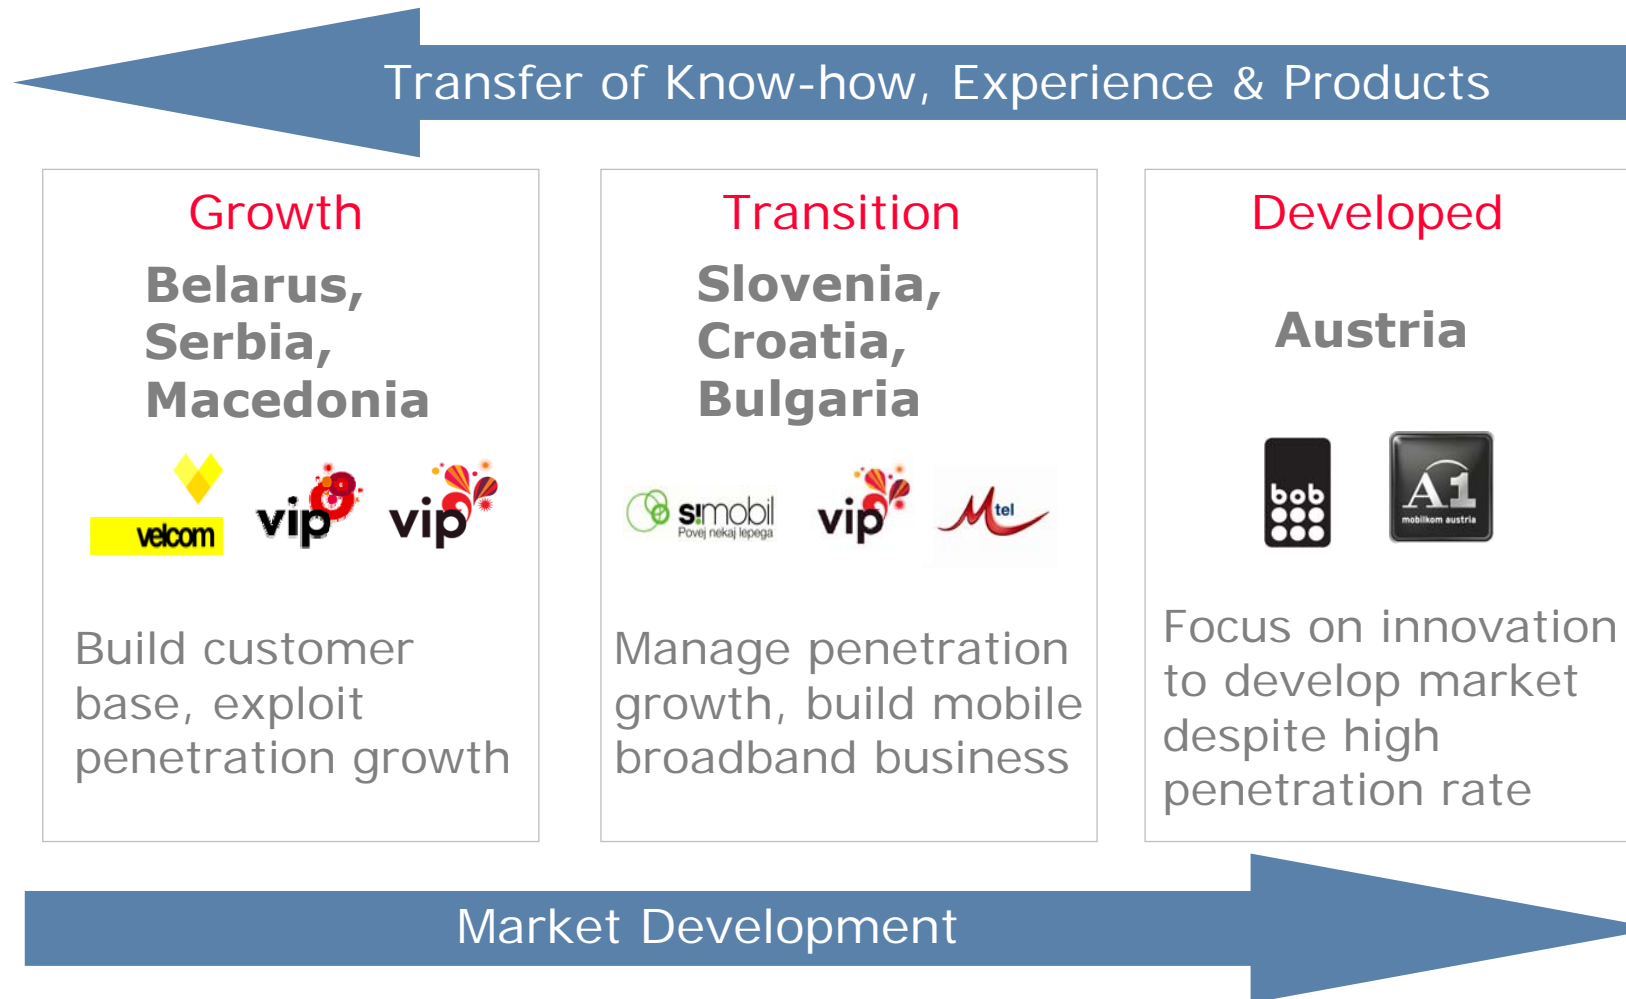 Transfer of Know-how, Experience & Products
Growth
Belarus,
Serbia,
Macedonia
velcom
vip
vip
Build customer
base, exploit
penetration growth
Transition
Slovenia,
Croatia,
Bulgaria
s!mobil
Povej nekaj lepega
vip
Mtel
Manage penetration
growth, build mobile
broadband business
Developed
Austria
bob
A1
mobilkom austria
Focus on innovation
to develop market
despite high
penetration rate
Market Development